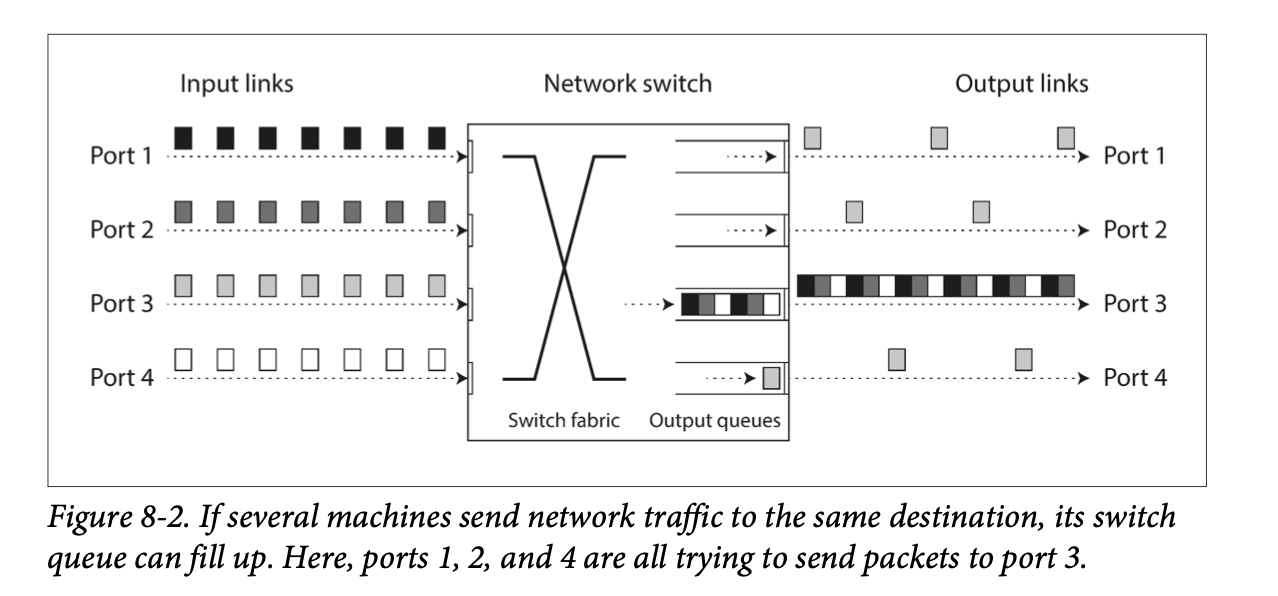 Input links
Network switch
Output links
Port 1
Port 1
Port 2
Port 2
Port 3
Port 3
Port 4
Port 4
Switch fabric
Output queues
Figure 8-2. If several machines send network traffic to the same destination, its switch
queue can fill up. Here, ports 1, 2, and 4 are all trying to send packets to port 3.